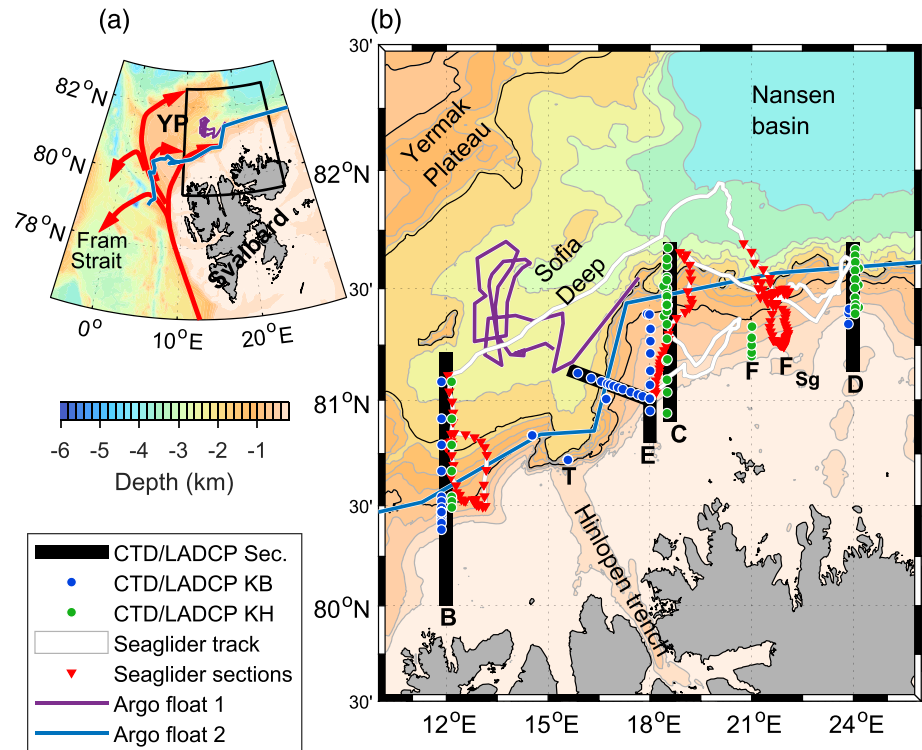 (a)
82°N
80°N
78°N
YP
Svalbard
Fram
Strait
0°
10°E
20°E
-6 -5 -4 -3 -2 -1
Depth (km)
CTD/LADCP Sec.
CTD/LADCP KB
CTD/LADCP KH
Seaglider track
Seaglider sections
Argo float 1
Argo float 2
(b)
30'
82°N
30'
81°N
30'
80°N
30'
Yermak
Plateau
Nansen
basin
Sofia
Deep
Hinlopen trench
B
T
E
C
F
F Sg
D
12°E 15°E 18°E 21°E 24°E